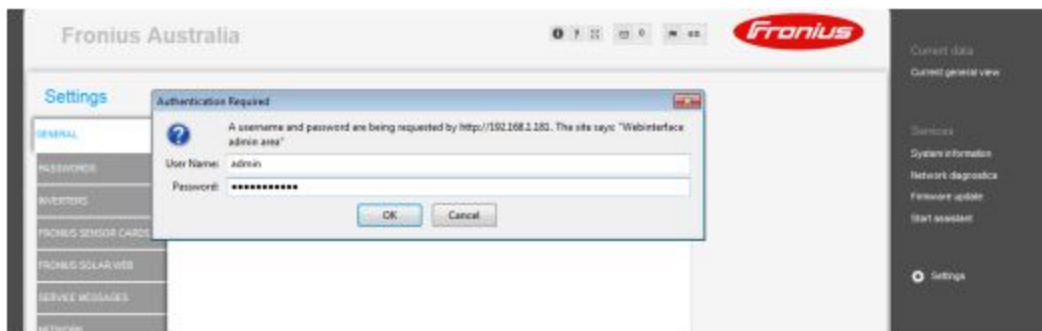 Fronius Australia
Fronius
Current data
Current general view
Settings
Authentication Required
A username and password are being requested by http://192.168.1.181. The site says: "Webinterface
admin area"
GENERAL
User Name: admin
PASSWORDS
Password:
INVERTERS
OK
Cancel
FRONIUS SENSOR CARDS
FRONIUS SOLAR.WEB
SERVICE MESSAGES
NETWORK
Services
System information
Network diagnostics
Firmware update
Start assistant
Settings